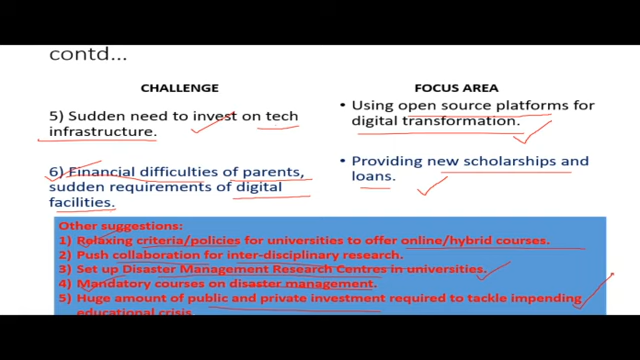 contd...
CHALLENGE
5) Sudden need to invest on tech
infrastructure.
6) Financial difficulties of parents,
sudden requirements of digital
facilities.
FOCUS AREA
• Using open source platforms for
digital transformation.
• Providing new scholarships and
loans.
Other suggestions:
1) Relaxing criteria/policies for universities to offer online/hybrid courses.
2) Push collaboration for inter-disciplinary research.
3) Set up Disaster Management Research Centres in universities.
4) Mandatory courses on disaster management.
5) Huge amount of public and private investment required to tackle impending
educational crisis